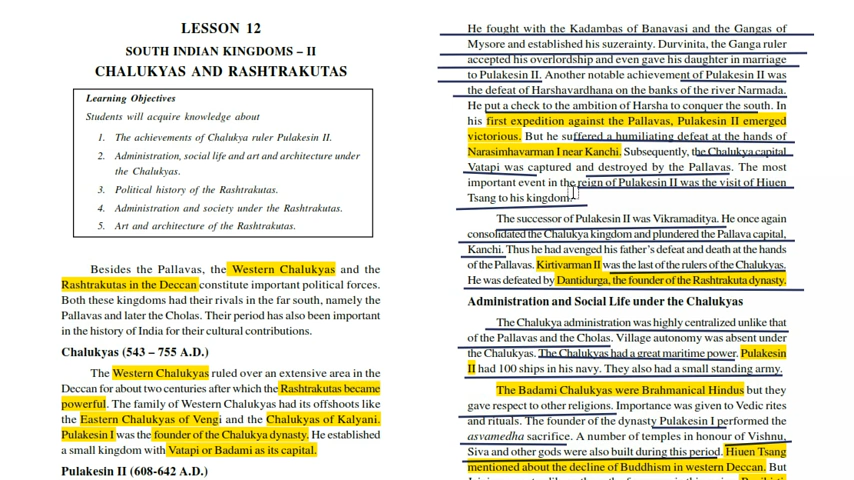 LESSON 12
SOUTH INDIAN KINGDOMS – II
CHALUKYAS AND RASHTRAKUTAS
Learning Objectives
Students will acquire knowledge about
1. The achievements of Chalukya ruler Pulakesin II.
2. Administration, social life and art and architecture under
the Chalukyas.
3. Political history of the Rashtrakutas.
4. Administration and society under the Rashtrakutas.
5. Art and architecture of the Rashtrakutas.
Besides the Pallavas, the Western Chalukyas and the
Rashtrakutas in the Deccan constitute important political forces.
Both these kingdoms had their rivals in the far south, namely the
Pallavas and later the Cholas. Their period has also been important
in the history of India for their cultural contributions.
Chalukyas (543 – 755 A.D.)
The Western Chalukyas ruled over an extensive area in the
Deccan for about two centuries after which the Rashtrakutas became
powerful. The family of Western Chalukyas had its offshoots like
the Eastern Chalukyas of Vengi and the Chalukyas of Kalyani.
Pulakesin I was the founder of the Chalukya dynasty. He established
a small kingdom with Vatapi or Badami as its capital.
Pulakesin II (608-642 A.D.)
He fought with the Kadambas of Banavasi and the Gangas of
Mysore and established his suzerainty. Durvinita, the Ganga ruler
accepted his overlordship and even gave his daughter in marriage
to Pulakesin II. Another notable achievement of Pulakesin II was
the defeat of Harshavardhana on the banks of the river Narmada.
He put a check to the ambition of Harsha to conquer the south. In
his first expedition against the Pallavas, Pulakesin II emerged
victorious. But he suffered a humiliating defeat at the hands of
Narasimhavarman I near Kanchi. Subsequently, the Chalukya capital
Vatapi was captured and destroyed by the Pallavas. The most
important event in the reign of Pulakesin II was the visit of Hiuen
Tsang to his kingdom.
The successor of Pulakesin II was Vikramaditya. He once again
consolidated the Chalukya kingdom and plundered the Pallava capital,
Kanchi. Thus he had avenged his father's defeat and death at the hands
of the Pallavas. Kirtivarman II was the last of the rulers of the Chalukyas.
He was defeated by Dantidurga, the founder of the Rashtrakuta dynasty.
Administration and Social Life under the Chalukyas
The Chalukya administration was highly centralized unlike that
of the Pallavas and the Cholas. Village autonomy was absent under
the Chalukyas. The Chalukyas had a great maritime power. Pulakesin
II had 100 ships in his navy. They also had a small standing army.
The Badami Chalukyas were Brahmanical Hindus but they
gave respect to other religions. Importance was given to Vedic rites
and rituals. The founder of the dynasty Pulakesin I performed the
asvamedha sacrifice. A number of temples in honour of Vishnu,
Siva and other gods were also built during this period. Hiuen Tsang
mentioned about the decline of Buddhism in western Deccan. But